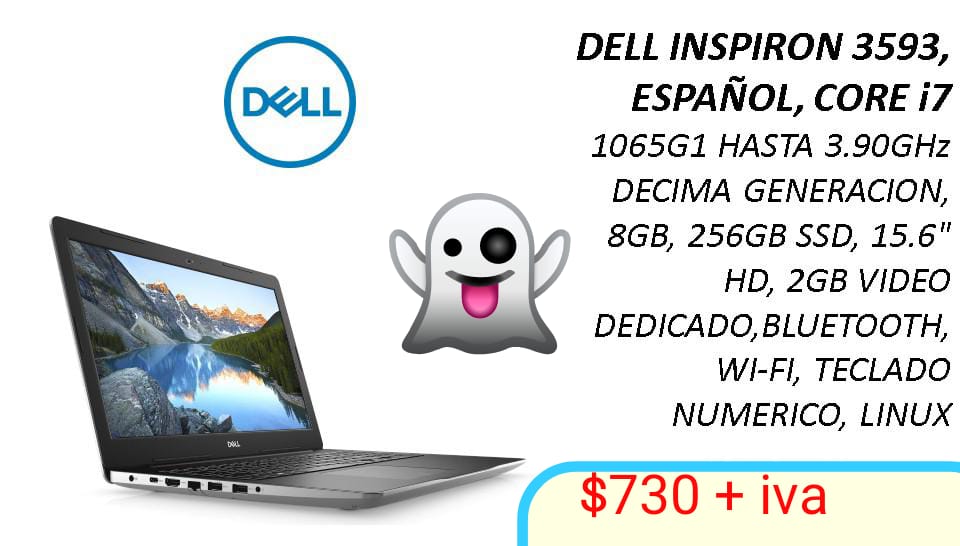 DELL
DELL INSPIRON 3593,
ESPAÑOL, CORE i7
1065G1 HASTA 3.90GHz
DECIMA GENERACION,
8GB, 256GB SSD, 15.6"
HD, 2GB VIDEO
DEDICADO,BLUETOOTH,
WI-FI, TECLADO
NUMERICO, LINUX
DELL
$730 + iva